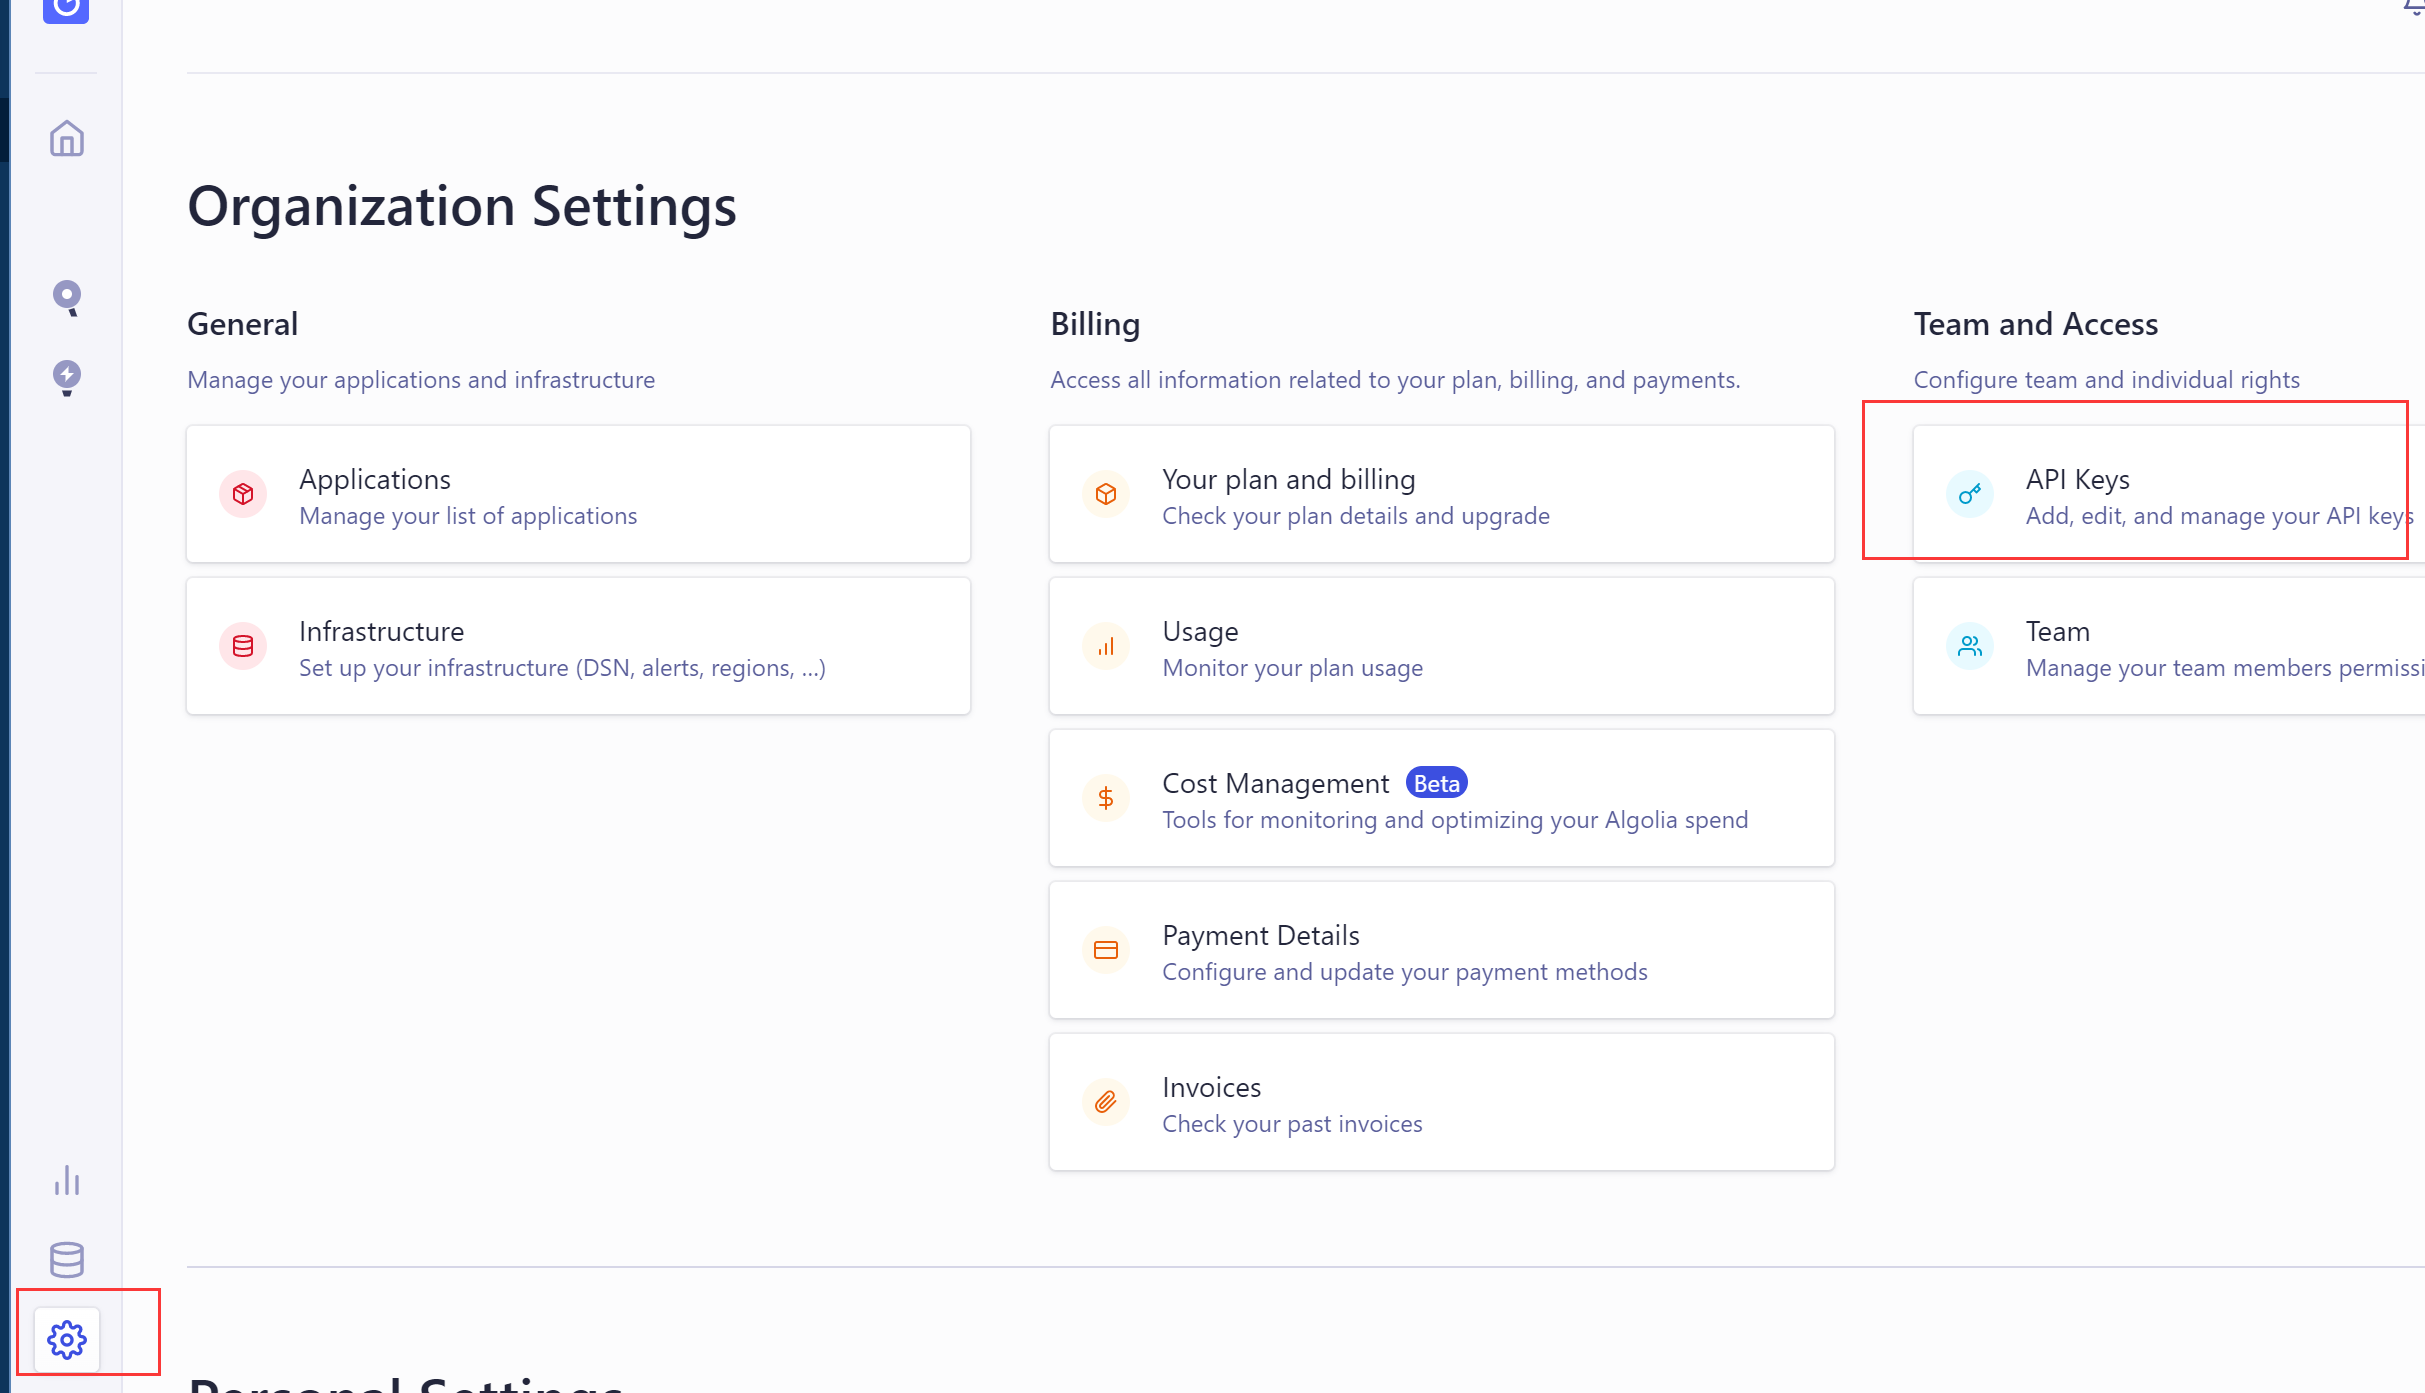 Organization Settings
General
Manage your applications and infrastructure
Applications
Manage your list of applications
Infrastructure
Set up your infrastructure (DSN, alerts, regions, ...)
Billing
Access all information related to your plan, billing, and payments.
Your plan and billing
Check your plan details and upgrade
Usage
Monitor your plan usage
Cost Management Beta
Tools for monitoring and optimizing your Algolia spend
Payment Details
Configure and update your payment methods
Invoices
Check your past invoices
Team and Access
Configure team and individual rights
API Keys
Add, edit, and manage your API keys
Team
Manage your team members permissi
Personal Settings